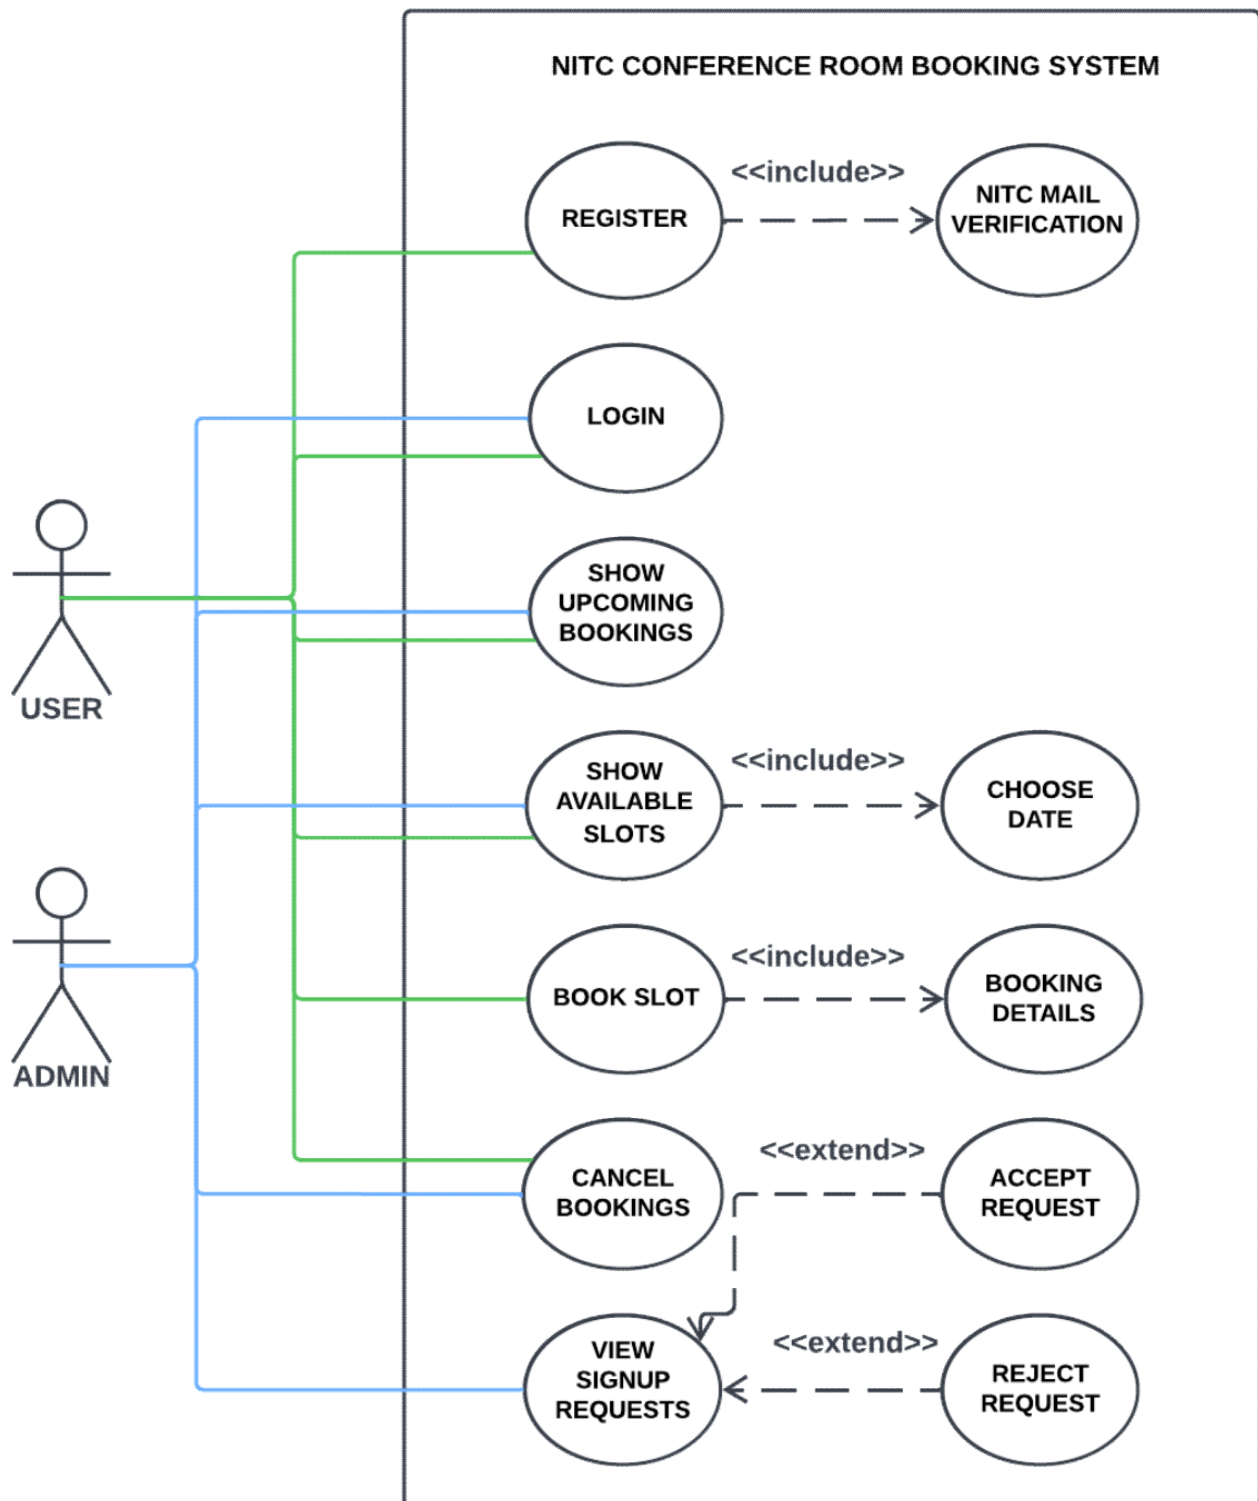 NITC CONFERENCE ROOM BOOKING SYSTEM
REGISTER
<<include>>
NITC MAIL
VERIFICATION
LOGIN
SHOW
UPCOMING
BOOKINGS
USER
SHOW
AVAILABLE
SLOTS
<<include>>
CHOOSE
DATE
BOOK SLOT
<<include>>
BOOKING
DETAILS
ADMIN
CANCEL
BOOKINGS
<<extend>>
ACCEPT
REQUEST
VIEW
SIGNUP
REQUESTS
<<extend>>
REJECT
REQUEST